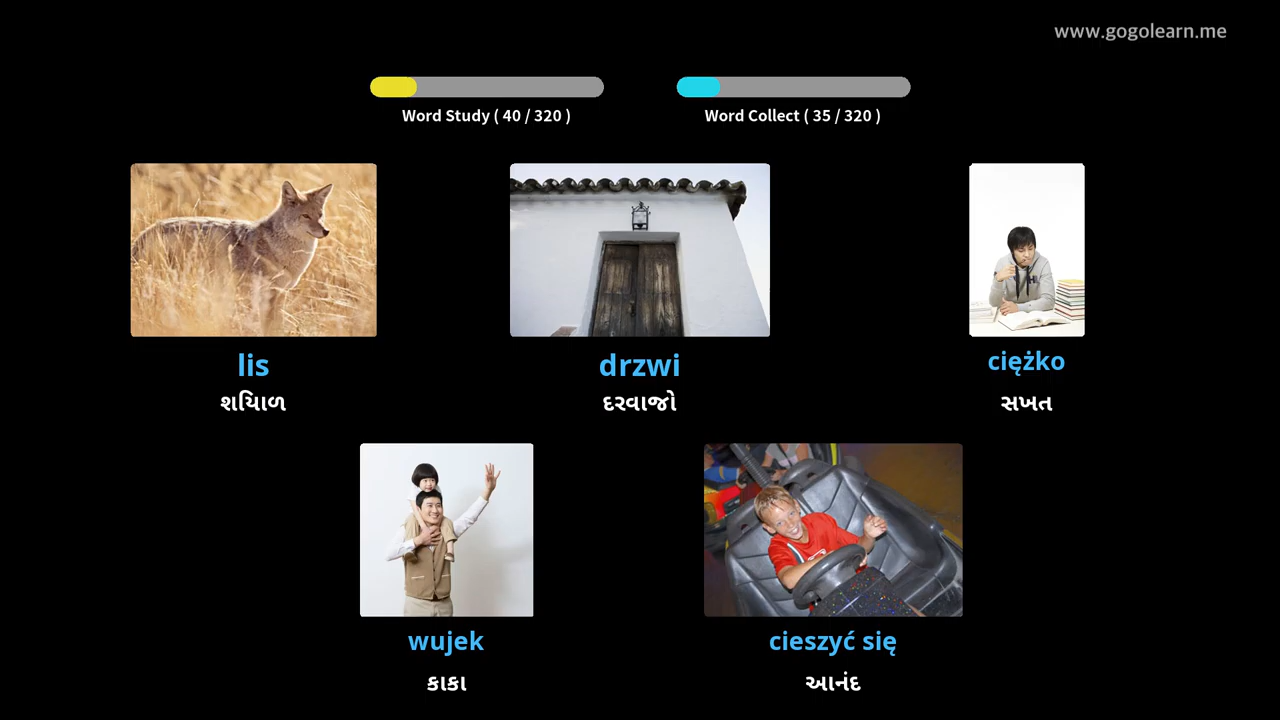 www.gogolearn.me
Word Study ( 40 / 320 )
Word Collect ( 35 / 320 )
lis
શિયાળ
drzwi
દરવાજો
ciężko
સખત
wujek
કાકા
cieszyć się
આનંદ